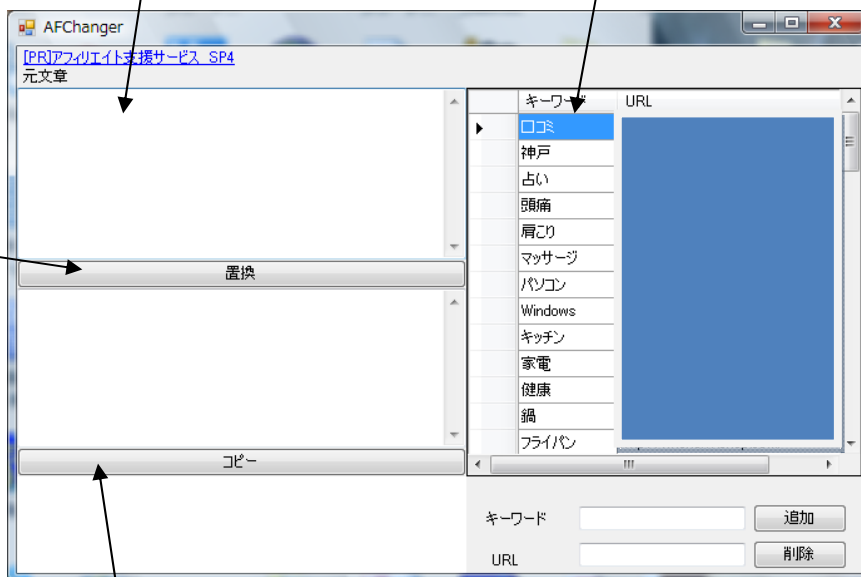 AFChanger
[PR]アフィリエイト支援サービス SP4
元文章
キーワード URL
口コミ
神戸
占い
頭痛
肩こり
マッサージ
パソコン
Windows
キッチン
家電
健康
鍋
フライパン
置換
コピー
キーワード 追加
URL 削除